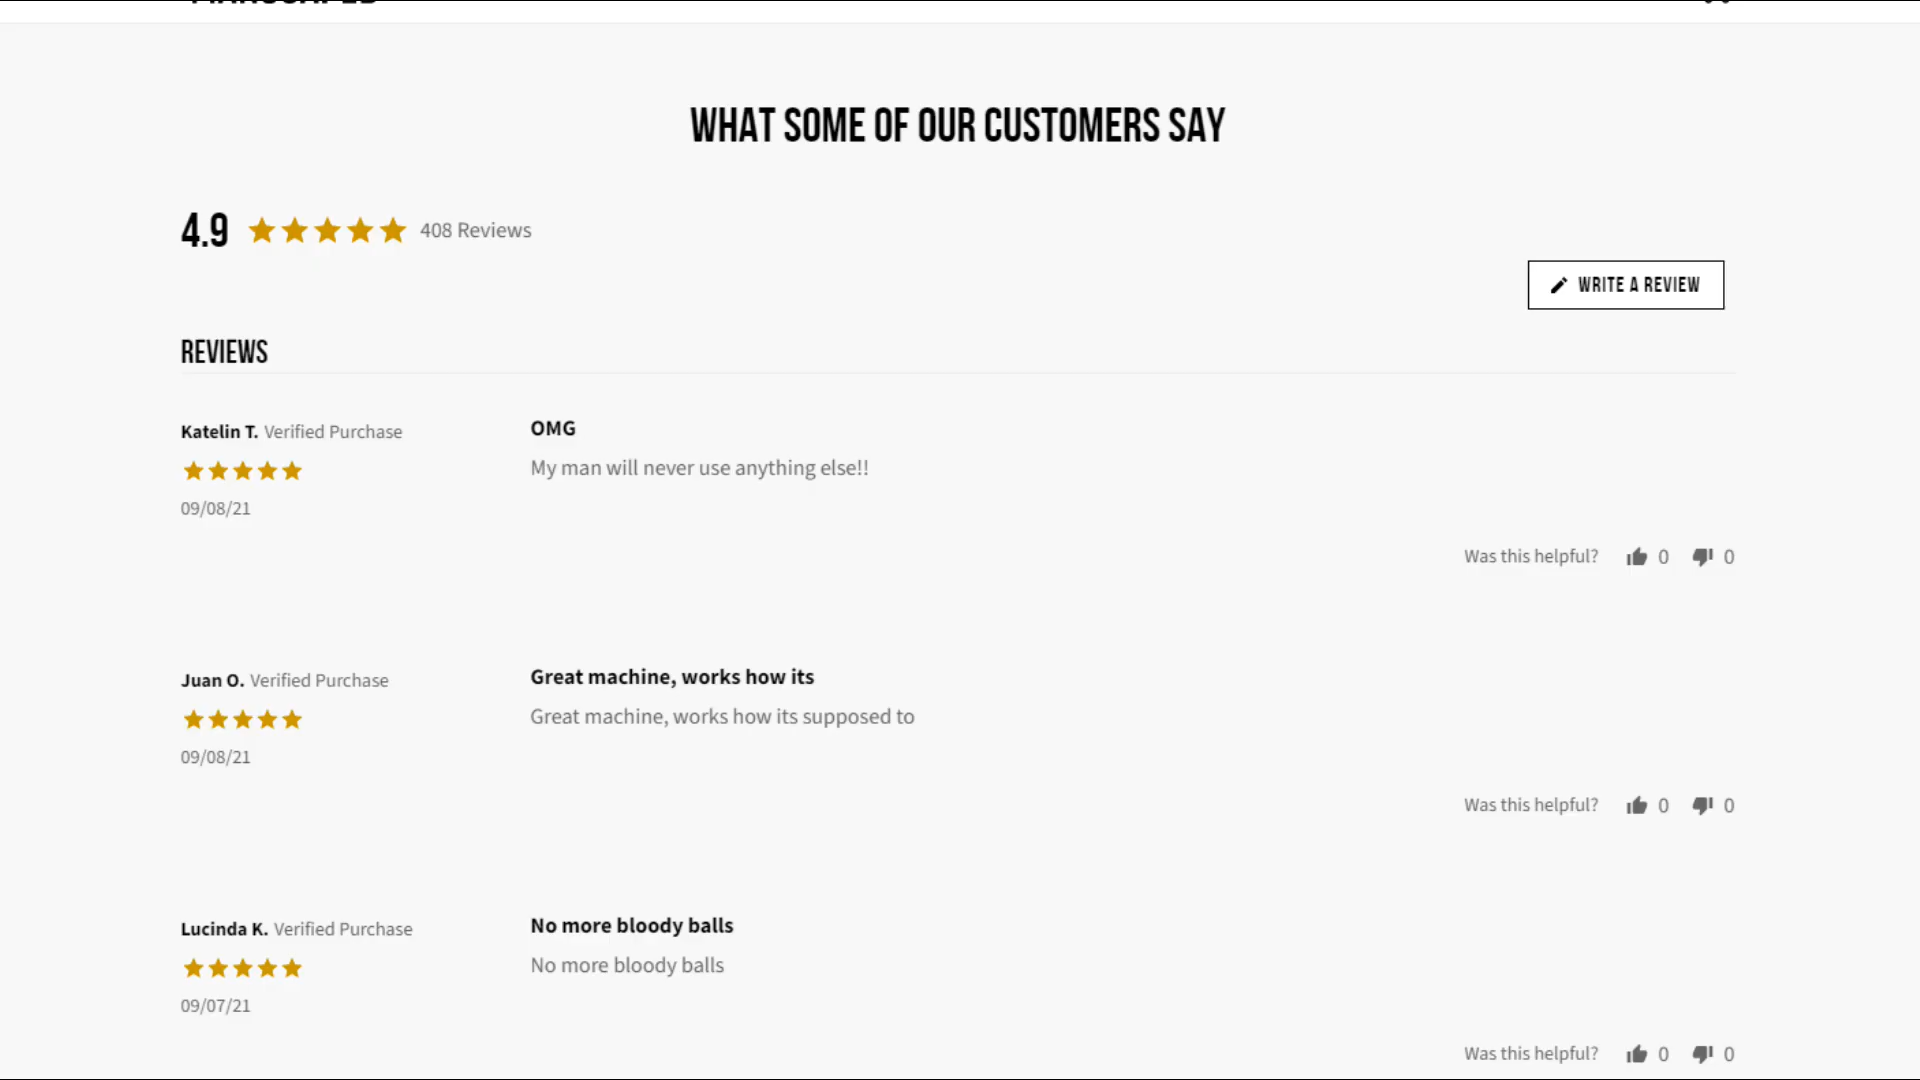 WHAT SOME OF OUR CUSTOMERS SAY
4.9 408 Reviews
WRITE A REVIEW
REVIEWS
Katelin T. Verified Purchase
OMG
My man will never use anything else!!
09/08/21
Was this helpful? 0 0
Juan O. Verified Purchase
Great machine, works how its
Great machine, works how its supposed to
09/08/21
Was this helpful? 0 0
Lucinda K. Verified Purchase
No more bloody balls
No more bloody balls
09/07/21
Was this helpful? 0 0